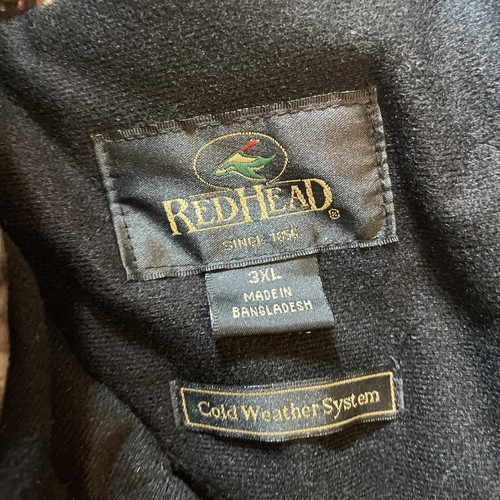 REDHEAD®
SINCE 1856
3XL
MADE IN
BANGLADESH
Cold Weather System